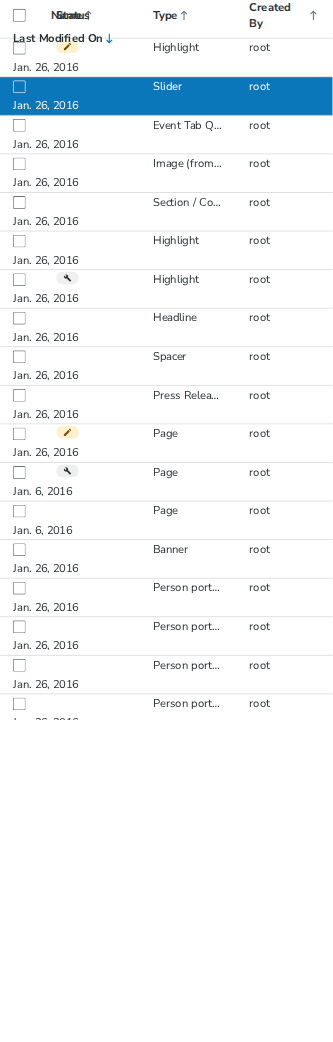 Status
Type ↑
Created By ↑
Last Modified On ↓
Highlight root
Jan. 26, 2016
Slider root
Jan. 26, 2016
Event Tab Q... root
Jan. 26, 2016
Image (from... root
Jan. 26, 2016
Section / Co... root
Jan. 26, 2016
Highlight root
Jan. 26, 2016
Highlight root
Jan. 26, 2016
Headline root
Jan. 26, 2016
Spacer root
Jan. 26, 2016
Press Relea... root
Jan. 26, 2016
Page root
Jan. 26, 2016
Page root
Jan. 6, 2016
Page root
Jan. 6, 2016
Banner root
Jan. 26, 2016
Person port... root
Jan. 26, 2016
Person port... root
Jan. 26, 2016
Person port... root
Jan. 26, 2016
Person port... root